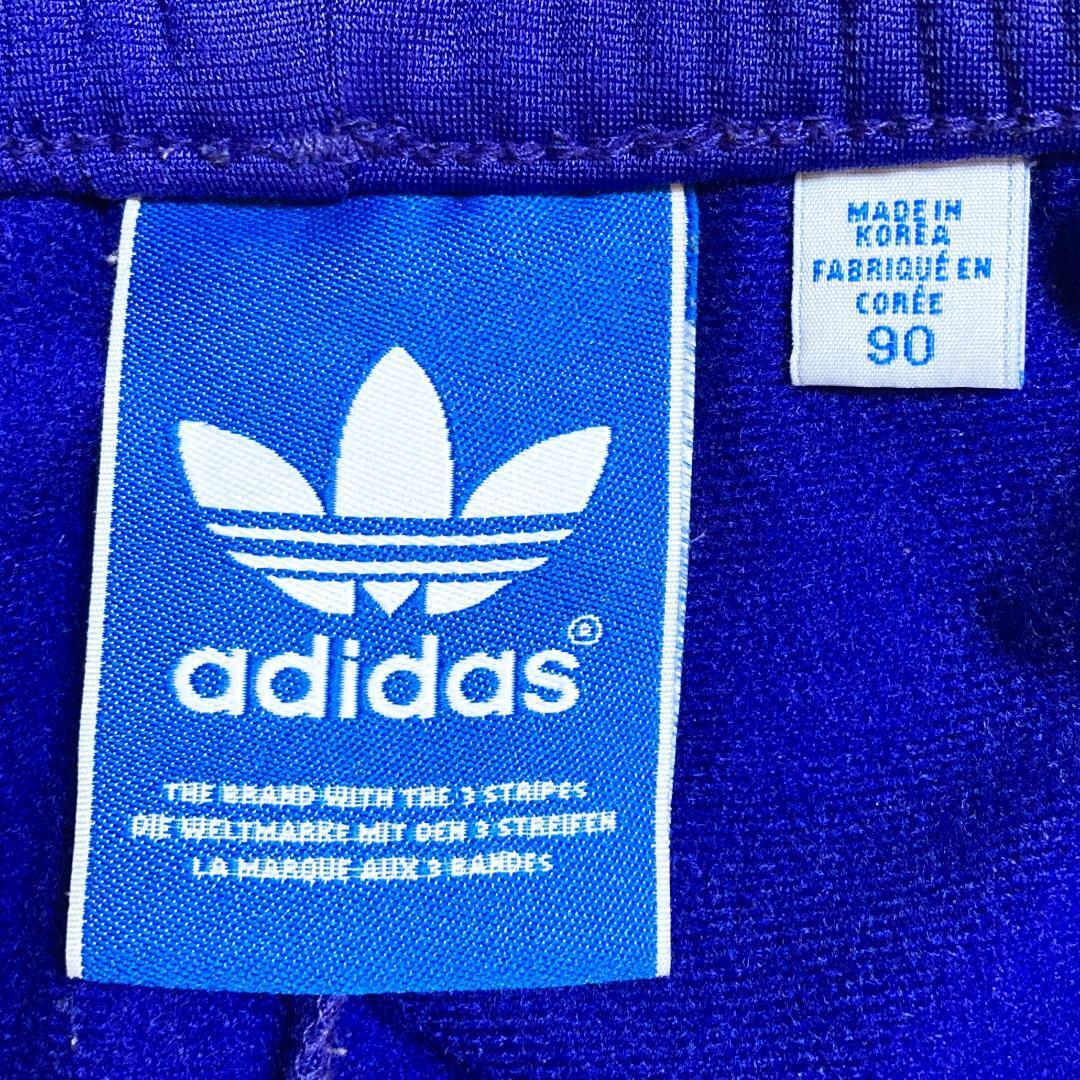 adidas®
THE BRAND WITH THE 3 STRIPES
DIE WELTMARKE MIT DEN 3 STREIFEN
LA MARQUE AUX 3 BANDES
MADE IN
KOREA
FABRIQUÉ EN
CORÉE
90